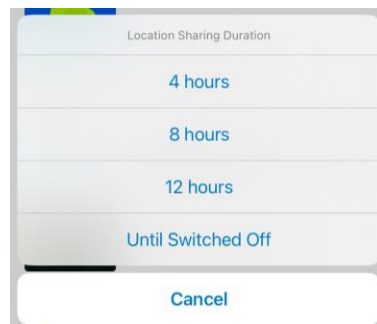 Location Sharing Duration
4 hours
8 hours
12 hours
Until Switched Off
Cancel